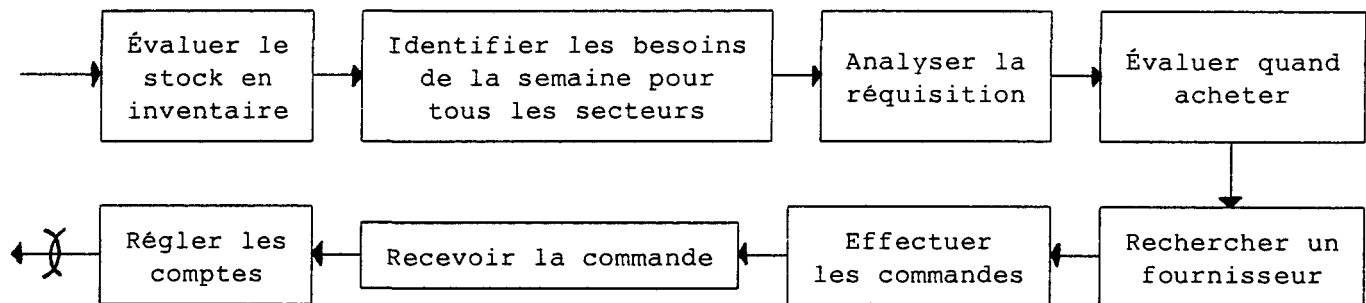 Évaluer le
stock en
inventaire
Identifier les besoins
de la semaine pour
tous les secteurs
Analyser la
réquisition
Évaluer quand
acheter
Rechercher un
fournisseur
Effectuer
les commandes
Recevoir la commande
Régler les
comptes